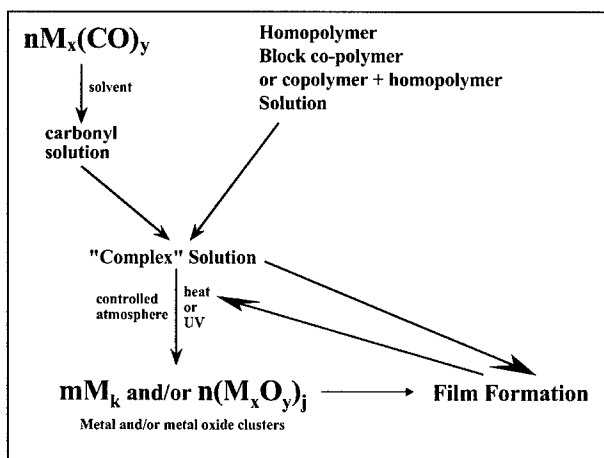 nMₓ(CO)ᵧ
Homopolymer
Block co-polymer
or copolymer + homopolymer
Solution
solvent
carbonyl
solution
"Complex" Solution
controlled
atmosphere
heat
or
UV
mMₖ and/or n(MₓOᵧ)ⱼ
Film Formation
Metal and/or metal oxide clusters